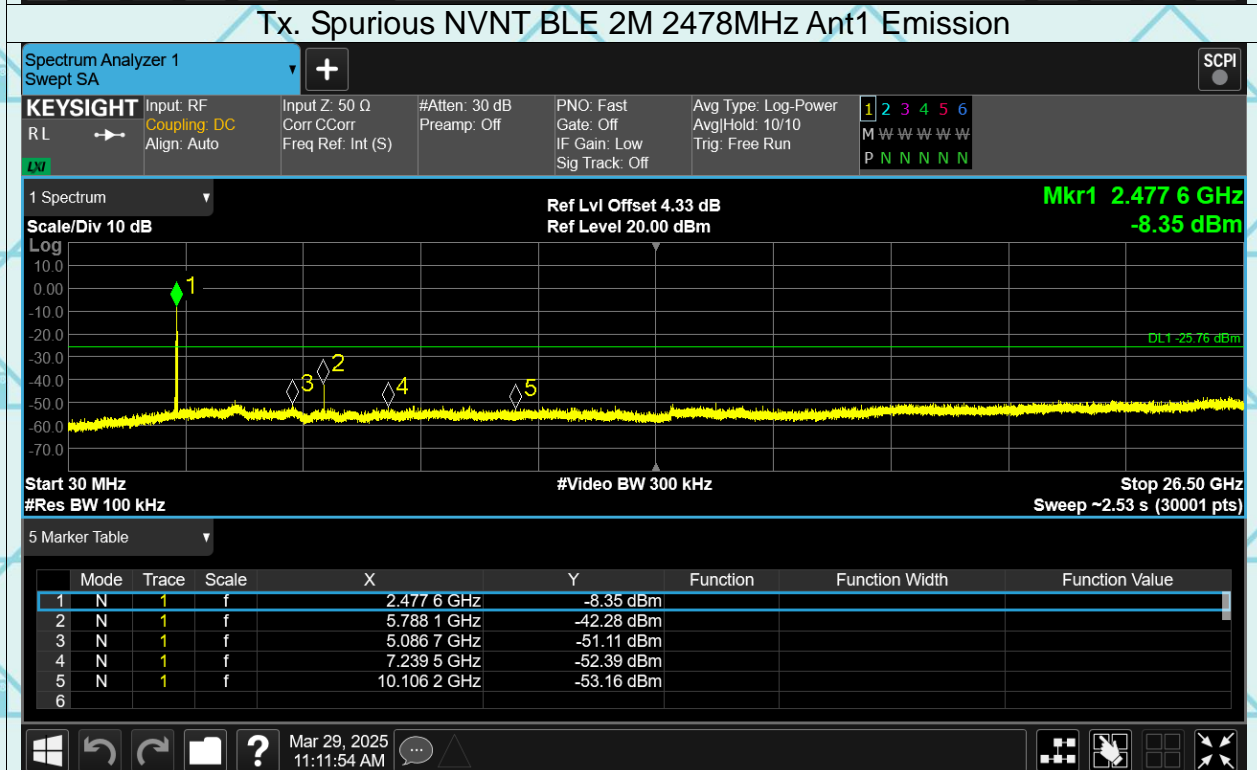 Tx. Spurious NVNT BLE 2M 2478MHz Ant1 Emission
Spectrum Analyzer 1
Swept SA
▼
+
SCPI
KEYSIGHT
R L
LXI
Input: RF
Coupling: DC
Align: Auto
Input Z: 50 Ω
Corr CCorr
Freq Ref: Int (S)
#Atten: 30 dB
Preamp: Off
PNO: Fast
Gate: Off
IF Gain: Low
Sig Track: Off
Avg Type: Log-Power
Avg|Hold: 10/10
Trig: Free Run
1 2 3 4 5 6
M W W W W W
P N N N N N
1 Spectrum ▼
Scale/Div 10 dB
Ref Lvl Offset 4.33 dB
Ref Level 20.00 dBm
Mkr1 2.477 6 GHz
-8.35 dBm
Log
10.0
0.00
-10.0
-20.0
-30.0
-40.0
-50.0
-60.0
-70.0
1
2
3
4
5
DL1 -25.76 dBm
Start 30 MHz
#Res BW 100 kHz
#Video BW 300 kHz
Stop 26.50 GHz
Sweep ~2.53 s (30001 pts)
5 Marker Table ▼
Mode Trace Scale X Y Function Function Width Function Value
1 N 1 f 2.477 6 GHz -8.35 dBm
2 N 1 f 5.788 1 GHz -42.28 dBm
3 N 1 f 5.086 7 GHz -51.11 dBm
4 N 1 f 7.239 5 GHz -52.39 dBm
5 N 1 f 10.106 2 GHz -53.16 dBm
6
?
Mar 29, 2025
11:11:54 AM